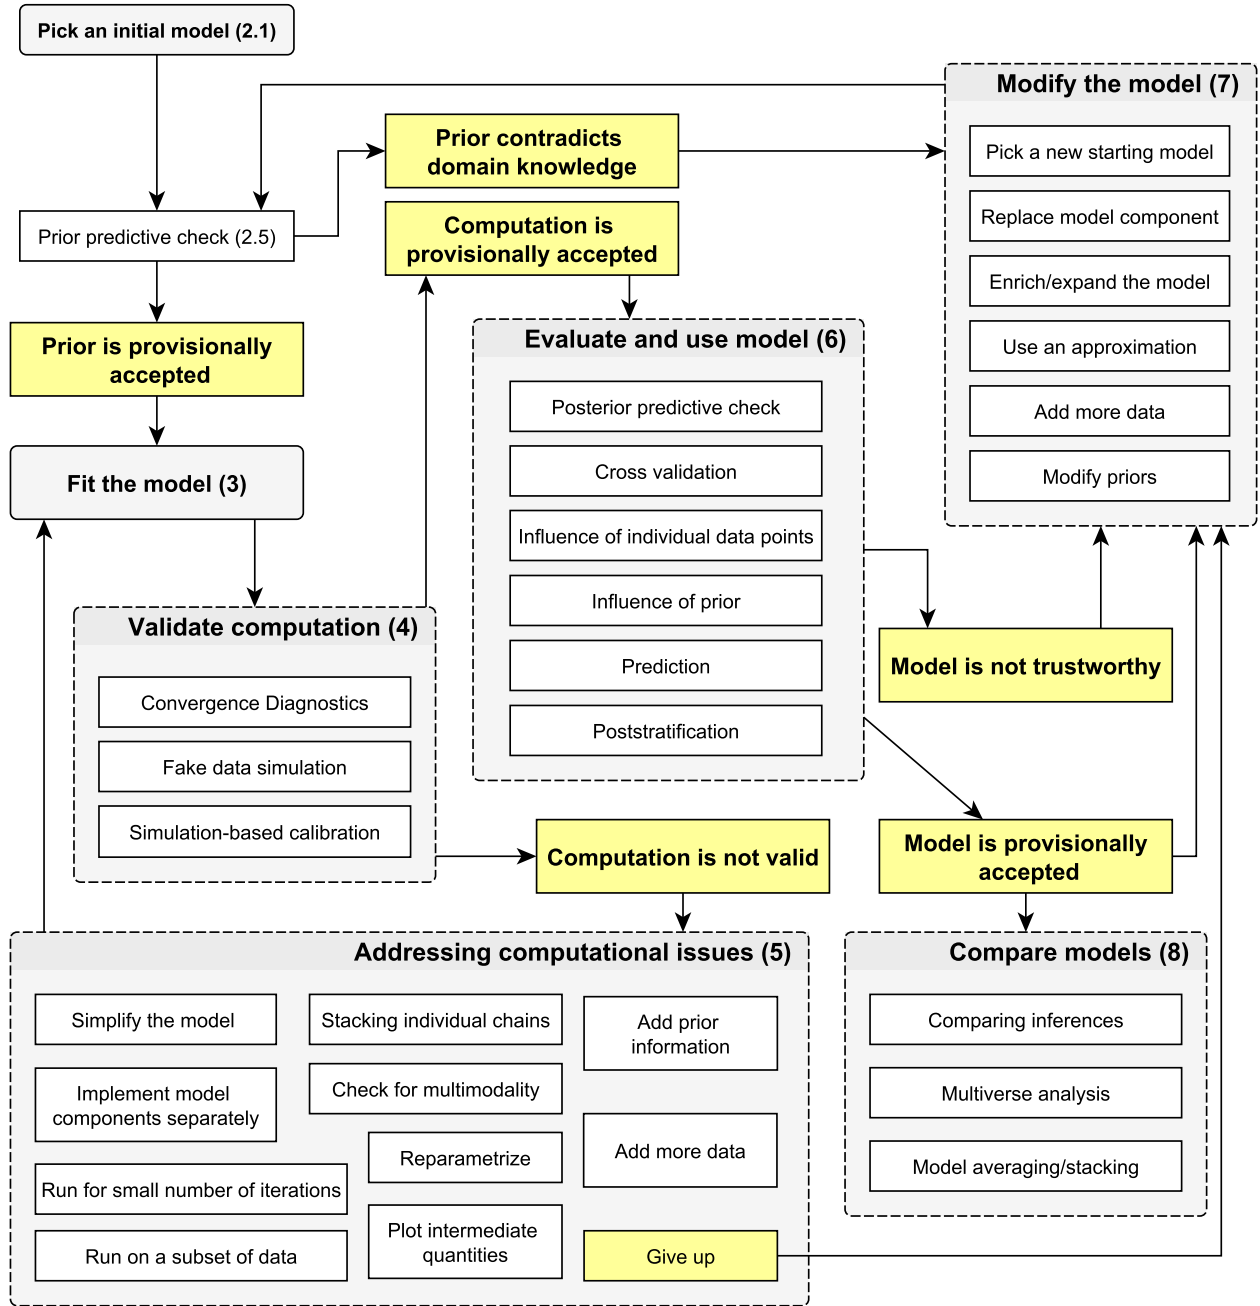 Pick an initial model (2.1)
Prior predictive check (2.5)
Prior is provisionally
accepted
Fit the model (3)
Prior contradicts
domain knowledge
Computation is
provisionally accepted
Validate computation (4)
Convergence Diagnostics
Fake data simulation
Simulation-based calibration
Evaluate and use model (6)
Posterior predictive check
Cross validation
Influence of individual data points
Influence of prior
Prediction
Poststratification
Modify the model (7)
Pick a new starting model
Replace model component
Enrich/expand the model
Use an approximation
Add more data
Modify priors
Model is not trustworthy
Model is provisionally
accepted
Computation is not valid
Addressing computational issues (5)
Simplify the model
Implement model
components separately
Run for small number of iterations
Run on a subset of data
Stacking individual chains
Check for multimodality
Reparametrize
Plot intermediate
quantities
Add prior
information
Add more data
Give up
Compare models (8)
Comparing inferences
Multiverse analysis
Model averaging/stacking